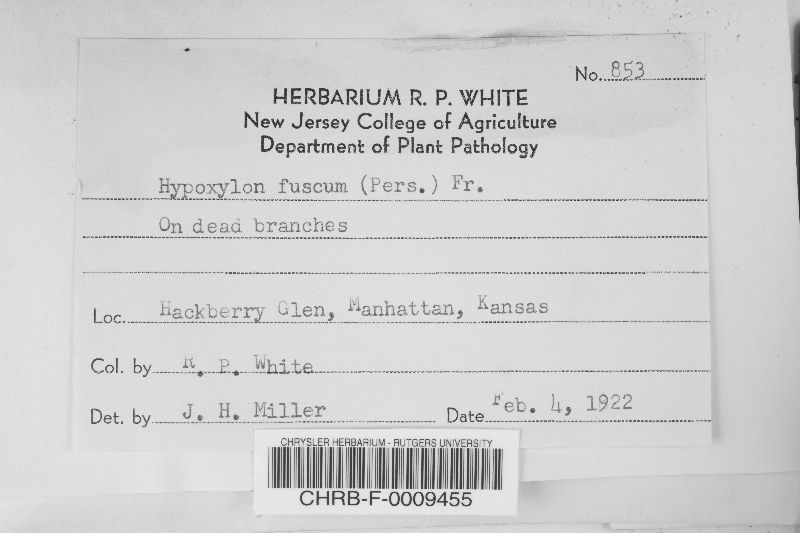 No. 853
HERBARIUM R. P. WHITE
New Jersey College of Agriculture
Department of Plant Pathology
Hypoxylon fuscum (Pers.) Fr.
On dead branches
Loc. Hackberry Glen, Manhattan, Kansas
Col. by R. P. White
Det. by J. H. Miller Date Feb. 4, 1922
CHRYSLER HERBARIUM - RUTGERS UNIVERSITY
CHRB-F-0009455